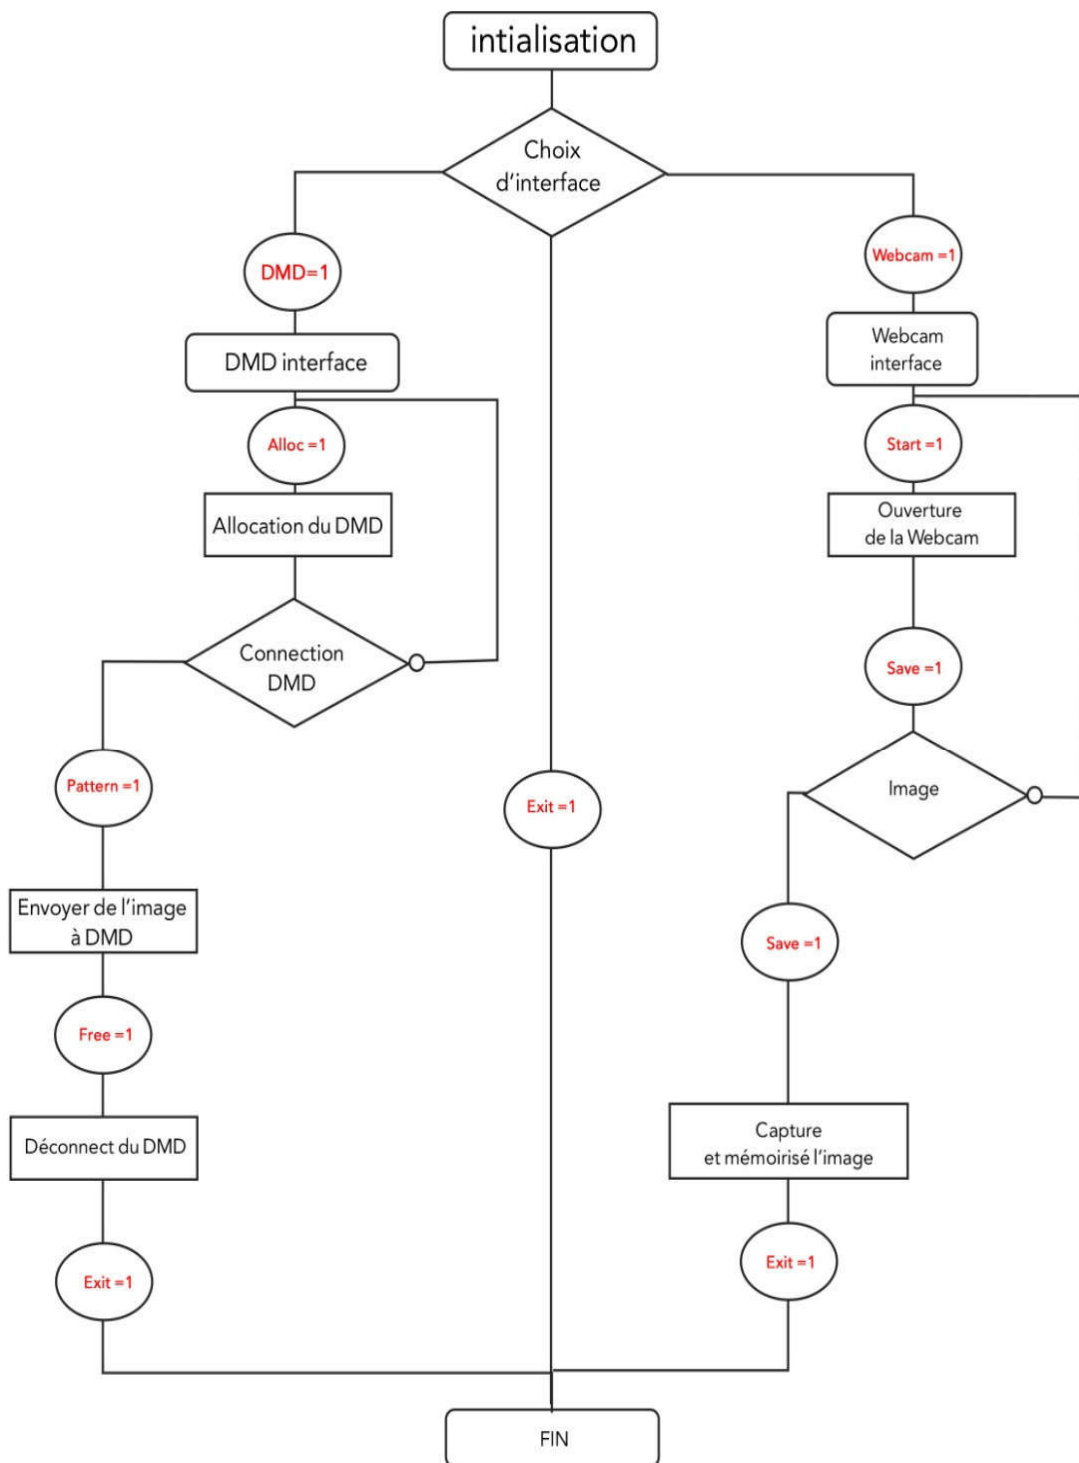 intialisation
Choix
d'interface
DMD=1
DMD interface
Alloc =1
Allocation du DMD
Connection
DMD
Pattern =1
Envoyer de l'image
à DMD
Free =1
Déconnect du DMD
Exit =1
Exit =1
Webcam =1
Webcam
interface
Start =1
Ouverture
de la Webcam
Save =1
Image
Save =1
Capture
et mémoirisé l'image
Exit =1
FIN